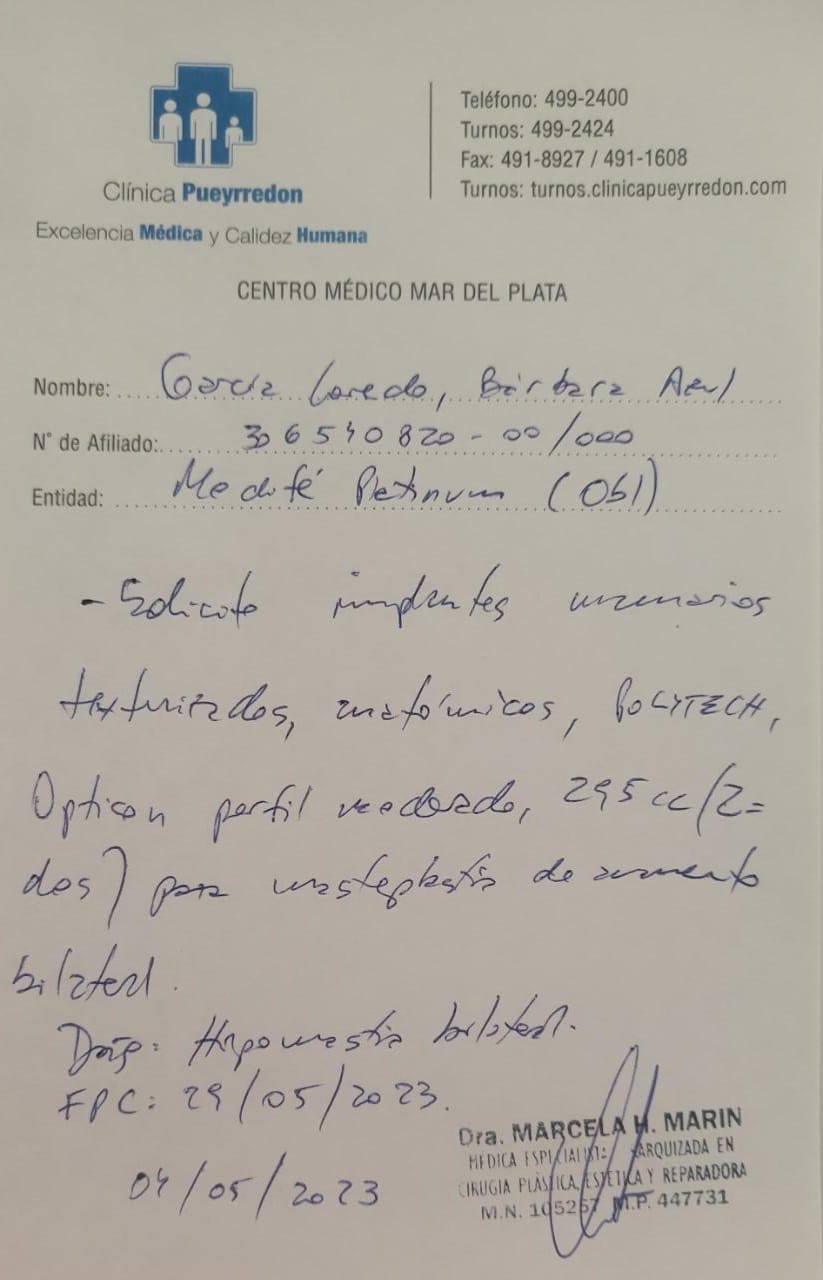 Clínica Pueyrredon
Excelencia Médica y Calidez Humana
Teléfono: 499-2400
Turnos: 499-2424
Fax: 491-8927 / 491-1608
Turnos: turnos.clinicapueyrredon.com
CENTRO MÉDICO MAR DEL PLATA
Nombre: García Loredo, Bárbara Azul
N° de Afiliado: 306540820-00/000
Entidad: Medifé Platinum (Obl)
- Solicito implantes mamarios
texturizados, anatómicos, POLYTECH,
Opticon perfil moderado, 295 cc (2=
dos) para mastoplastia de aumento
bilateral.
Diag: Hipomastia bilateral.
FPC: 29/05/2023.
04/05/2023
Dra. MARCELA H. MARIN
MEDICA ESPECIALISTA JERARQUIZADA EN
CIRUGIA PLASTICA, ESTETICA Y REPARADORA
M.N. 105257 M.P. 447731